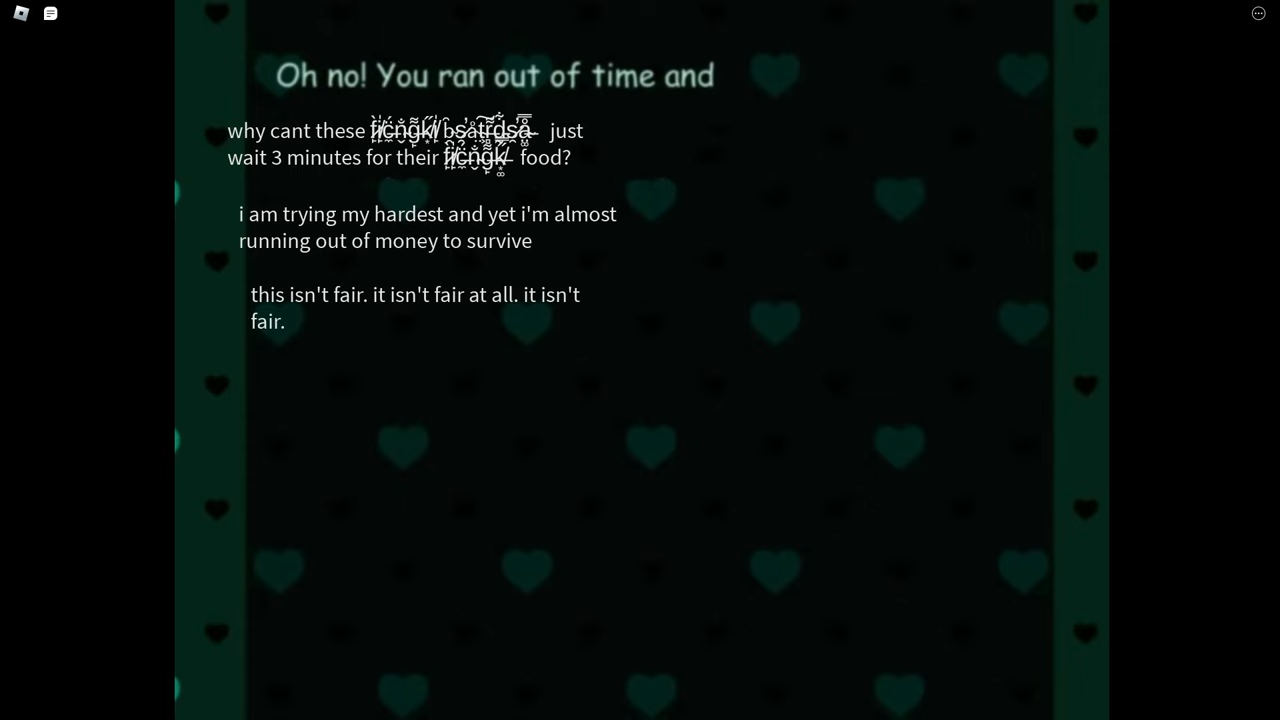 Oh no! You ran out of time and
why cant these just
wait 3 minutes for their food?
i am trying my hardest and yet i'm almost
running out of money to survive
this isn't fair. it isn't fair at all. it isn't
fair.